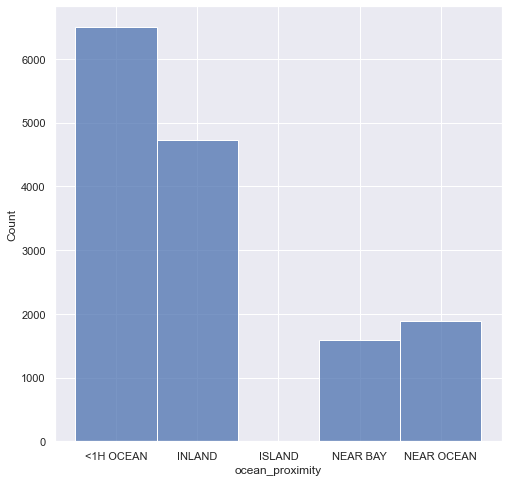 6000
5000
4000
3000
2000
1000
0
Count
<1H OCEAN INLAND ISLAND NEAR BAY NEAR OCEAN
ocean_proximity